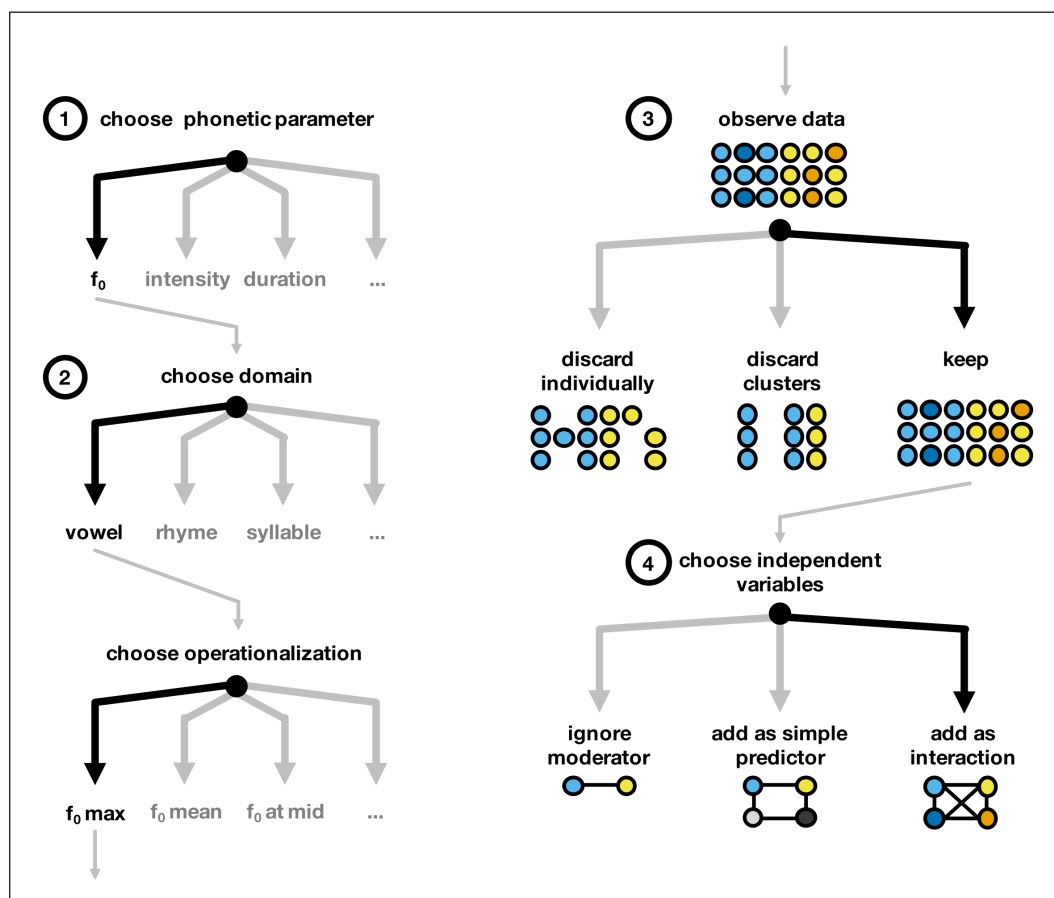 1 choose phonetic parameter
f₀ intensity duration ...
2 choose domain
vowel rhyme syllable ...
choose operationalization
f₀ max f₀ mean f₀ at mid ...
3 observe data
discard individually
discard clusters
keep
4 choose independent
variables
ignore
moderator
add as simple
predictor
add as
interaction